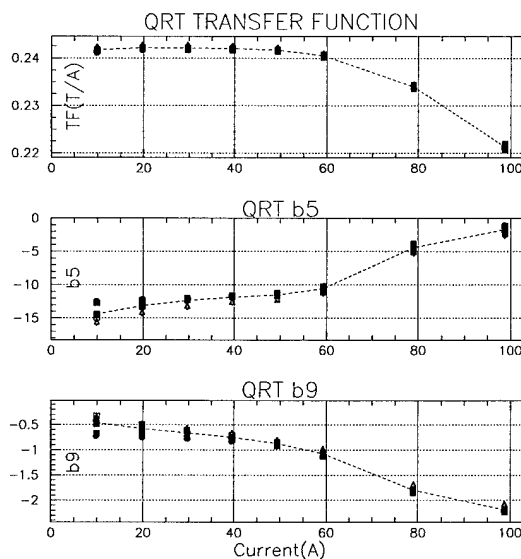 QRT TRANSFER FUNCTION
TF(T/A)
0.24
0.23
0.22
0 20 40 60 80 100
QRT b5
b5
0
−5
−10
−15
0 20 40 60 80 100
QRT b9
b9
−0.5
−1
−1.5
−2
0 20 40 60 80 100
Current(A)